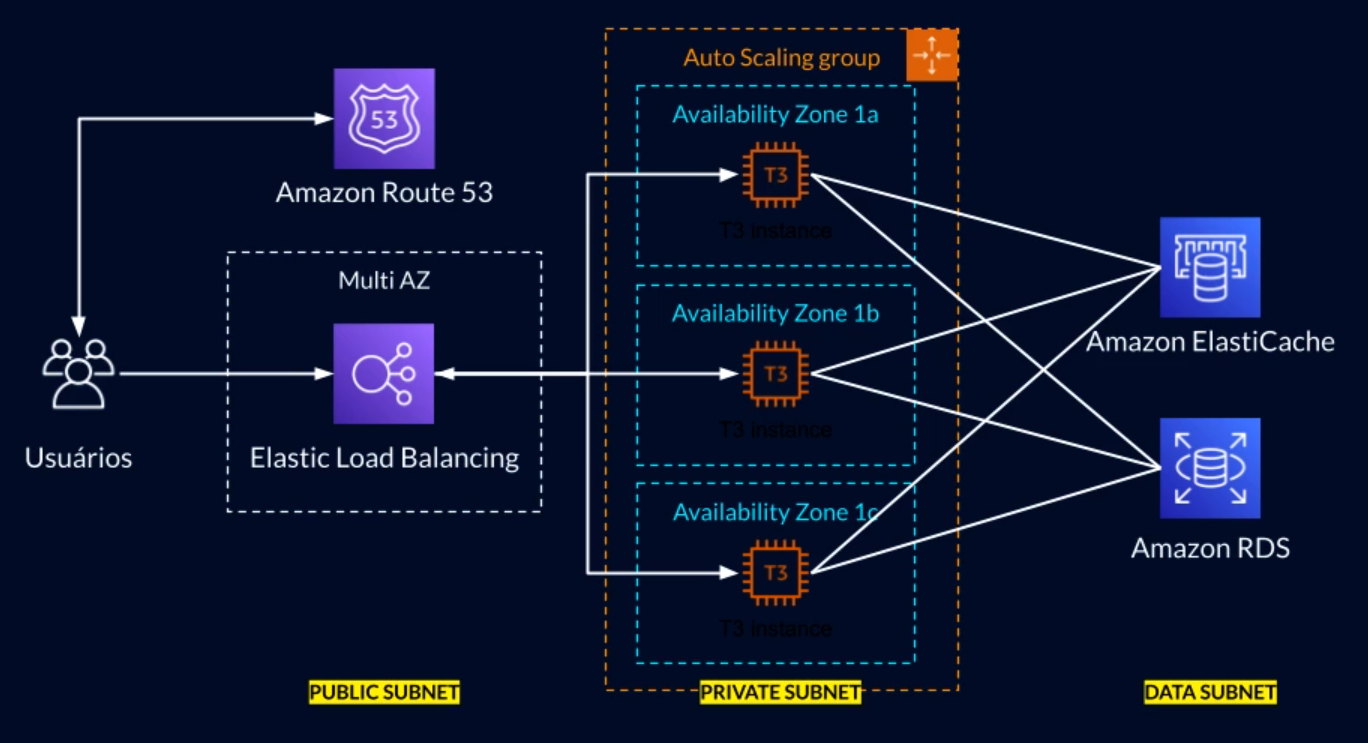 Auto Scaling group
Availability Zone 1a
53
T3
Amazon Route 53
T3 instance
Multi AZ
Availability Zone 1b
Amazon ElastiCache
T3
T3 instance
Usuários
Elastic Load Balancing
Availability Zone 1c
Amazon RDS
T3
T3 instance
PUBLIC SUBNET
PRIVATE SUBNET
DATA SUBNET